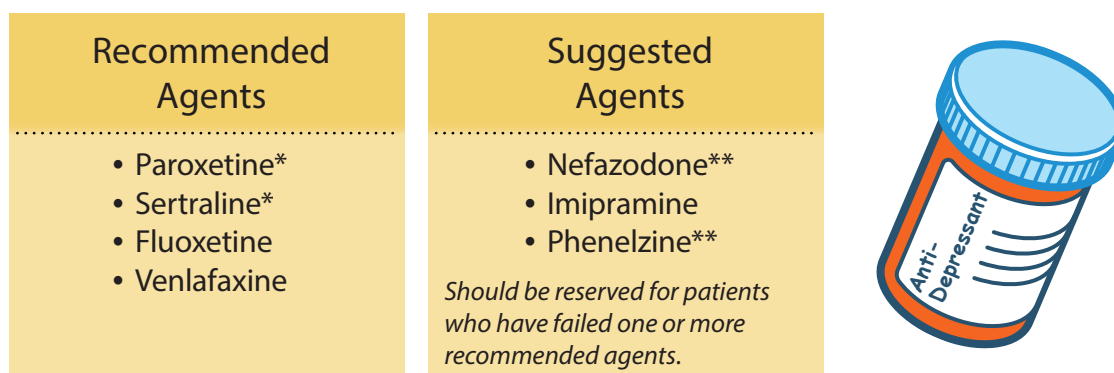 Recommended
Agents
• Paroxetine*
• Sertraline*
• Fluoxetine
• Venlafaxine
Suggested
Agents
• Nefazodone**
• Imipramine
• Phenelzine**
Should be reserved for patients
who have failed one or more
recommended agents.
Anti-
Depressant